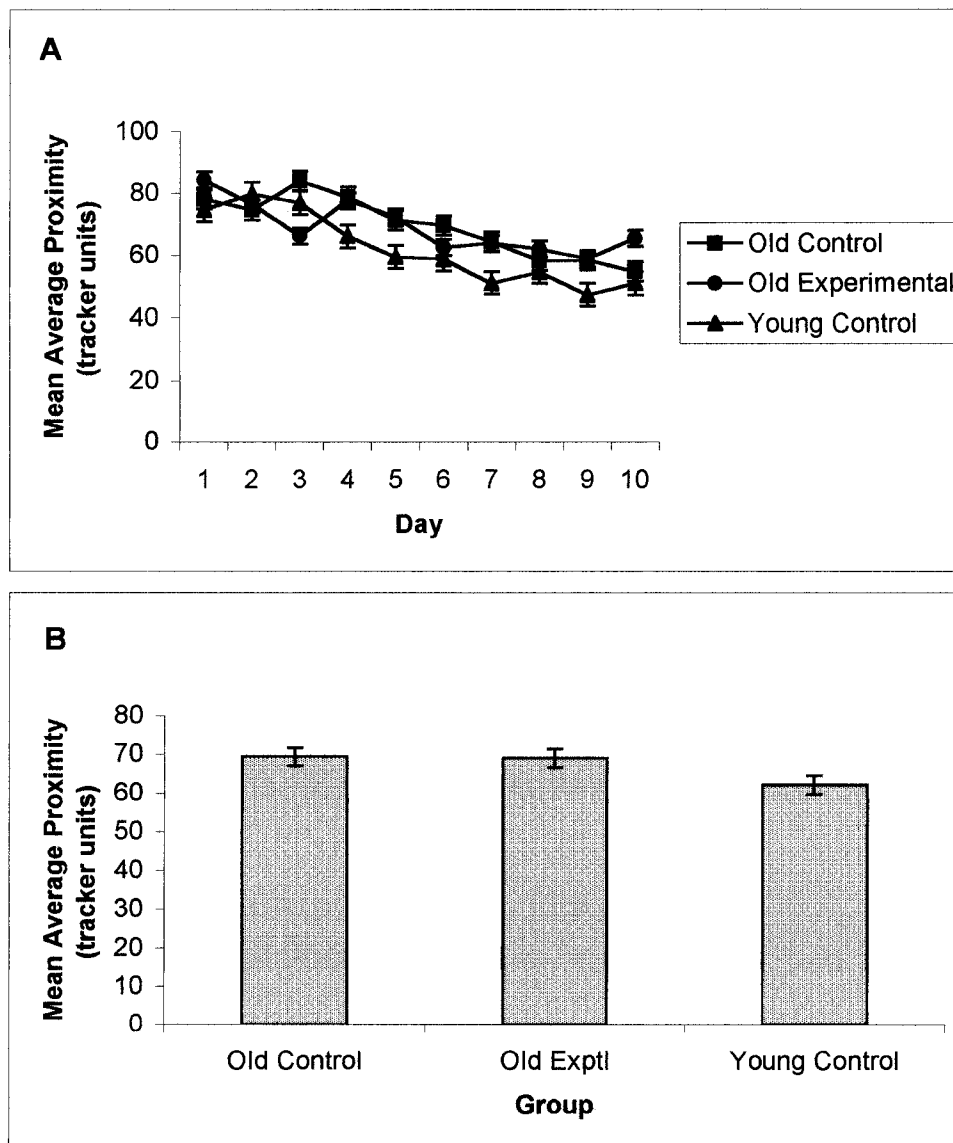 A
Mean Average Proximity
(tracker units)
100
80
60
40
20
0
1 2 3 4 5 6 7 8 9 10
Day
Old Control
Old Experimental
Young Control
B
Mean Average Proximity
(tracker units)
80
70
60
50
40
30
20
10
0
Old Control Old Exptl Young Control
Group